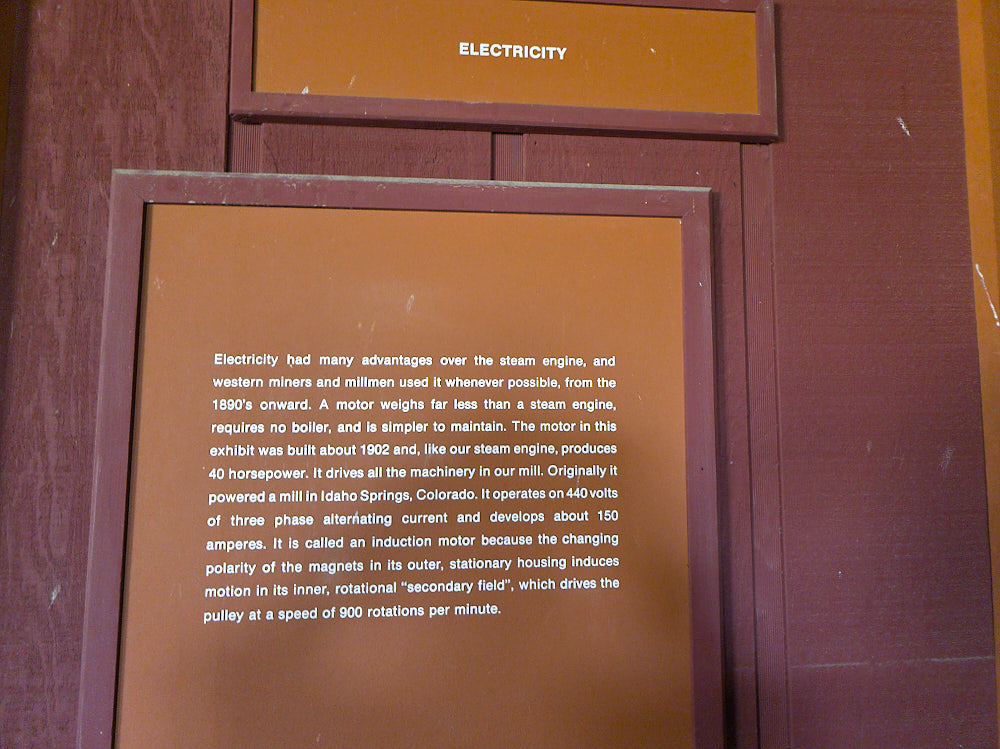 ELECTRICITY
Electricity had many advantages over the steam engine, and
western miners and millmen used it whenever possible, from the
1890's onward. A motor weighs far less than a steam engine,
requires no boiler, and is simpler to maintain. The motor in this
exhibit was built about 1902 and, like our steam engine, produces
40 horsepower. It drives all the machinery in our mill. Originally it
powered a mill in Idaho Springs, Colorado. It operates on 440 volts
of three phase alternating current and develops about 150
amperes. It is called an induction motor because the changing
polarity of the magnets in its outer, stationary housing induces
motion in its inner, rotational “secondary field”, which drives the
pulley at a speed of 900 rotations per minute.